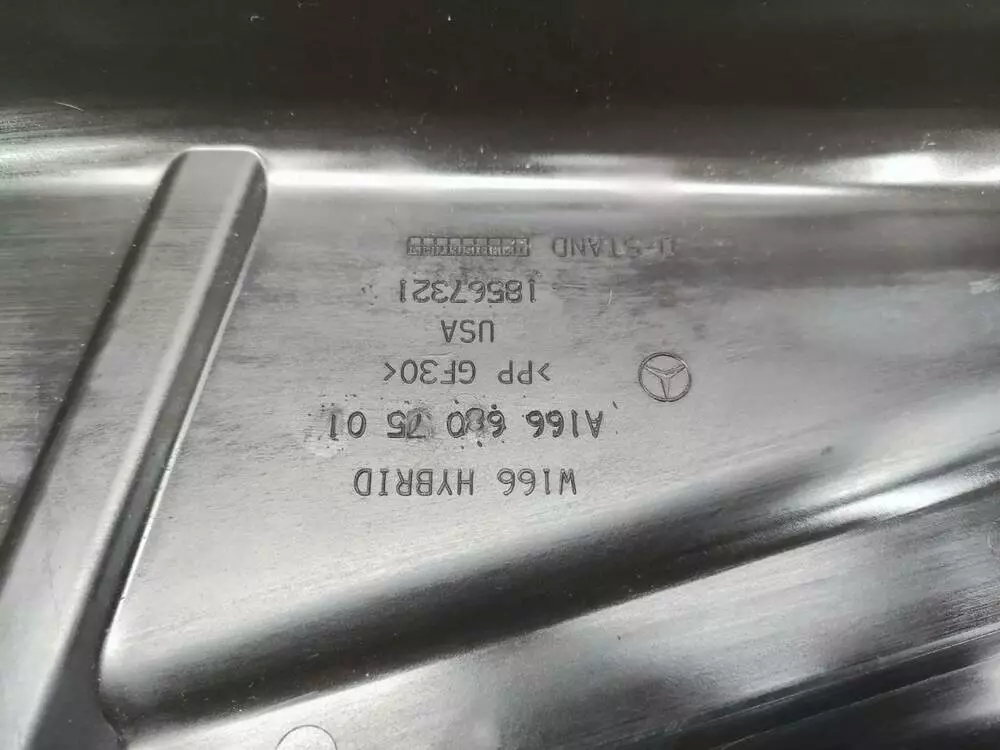 W166 HYBRID
A166 680 75 01
>PP GF30<
USA
18567321